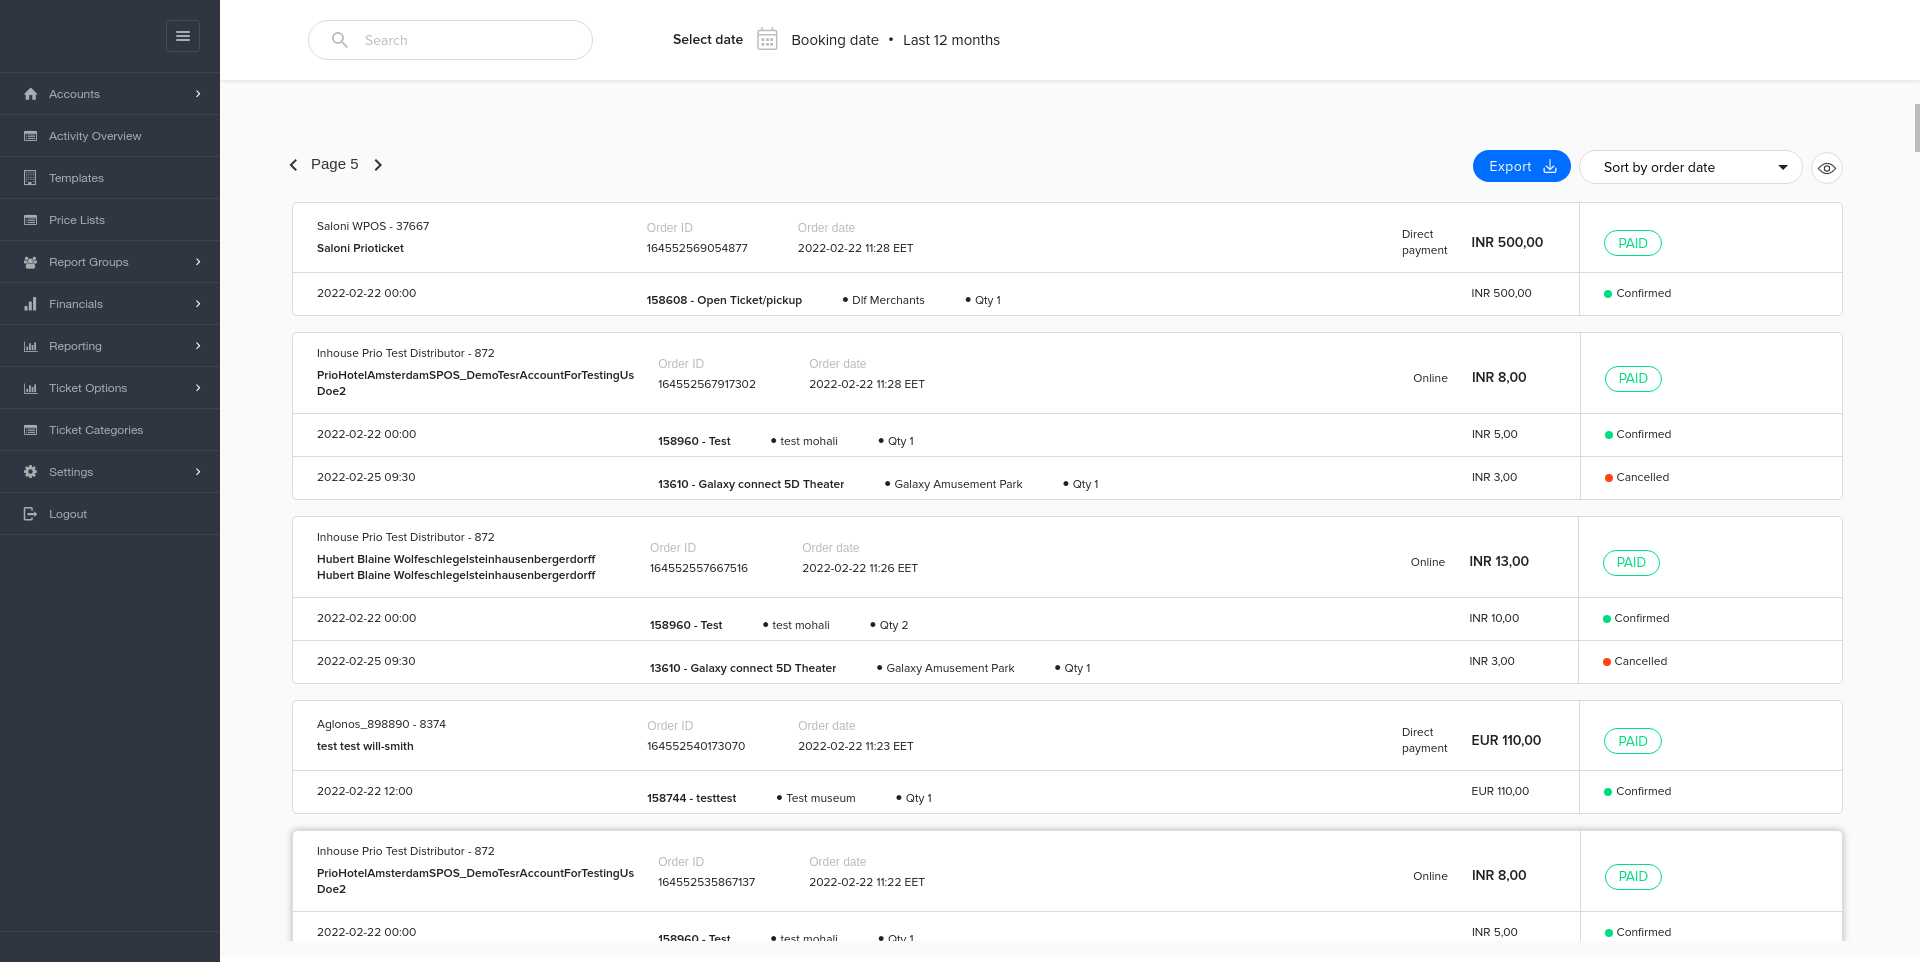 Search
Select date Booking date • Last 12 months
Accounts
Activity Overview
Templates
Price Lists
Report Groups
Financials
Reporting
Ticket Options
Ticket Categories
Settings
Logout
Page 5
Export
Sort by order date
Saloni WPOS - 37667
Saloni Prioticket
Order ID
164552569054877
Order date
2022-02-22 11:28 EET
Direct
payment
INR 500,00
PAID
2022-02-22 00:00 158608 - Open Ticket/pickup • Dlf Merchants • Qty 1 INR 500,00 Confirmed
Inhouse Prio Test Distributor - 872
PrioHotelAmsterdamSPOS_DemoTesrAccountForTestingUs
Doe2
Order ID
164552567917302
Order date
2022-02-22 11:28 EET
Online
INR 8,00
PAID
2022-02-22 00:00 158960 - Test • test mohali • Qty 1 INR 5,00 Confirmed
2022-02-25 09:30 13610 - Galaxy connect 5D Theater • Galaxy Amusement Park • Qty 1 INR 3,00 Cancelled
Inhouse Prio Test Distributor - 872
Hubert Blaine Wolfeschlegelsteinhausenbergerdorff
Hubert Blaine Wolfeschlegelsteinhausenbergerdorff
Order ID
164552557667516
Order date
2022-02-22 11:26 EET
Online
INR 13,00
PAID
2022-02-22 00:00 158960 - Test • test mohali • Qty 2 INR 10,00 Confirmed
2022-02-25 09:30 13610 - Galaxy connect 5D Theater • Galaxy Amusement Park • Qty 1 INR 3,00 Cancelled
Aglonos_898890 - 8374
test test will-smith
Order ID
164552540173070
Order date
2022-02-22 11:23 EET
Direct
payment
EUR 110,00
PAID
2022-02-22 12:00 158744 - testtest • Test museum • Qty 1 EUR 110,00 Confirmed
Inhouse Prio Test Distributor - 872
PrioHotelAmsterdamSPOS_DemoTesrAccountForTestingUs
Doe2
Order ID
164552535867137
Order date
2022-02-22 11:22 EET
Online
INR 8,00
PAID
2022-02-22 00:00 158960 - Test • test mohali • Qty 1 INR 5,00 Confirmed